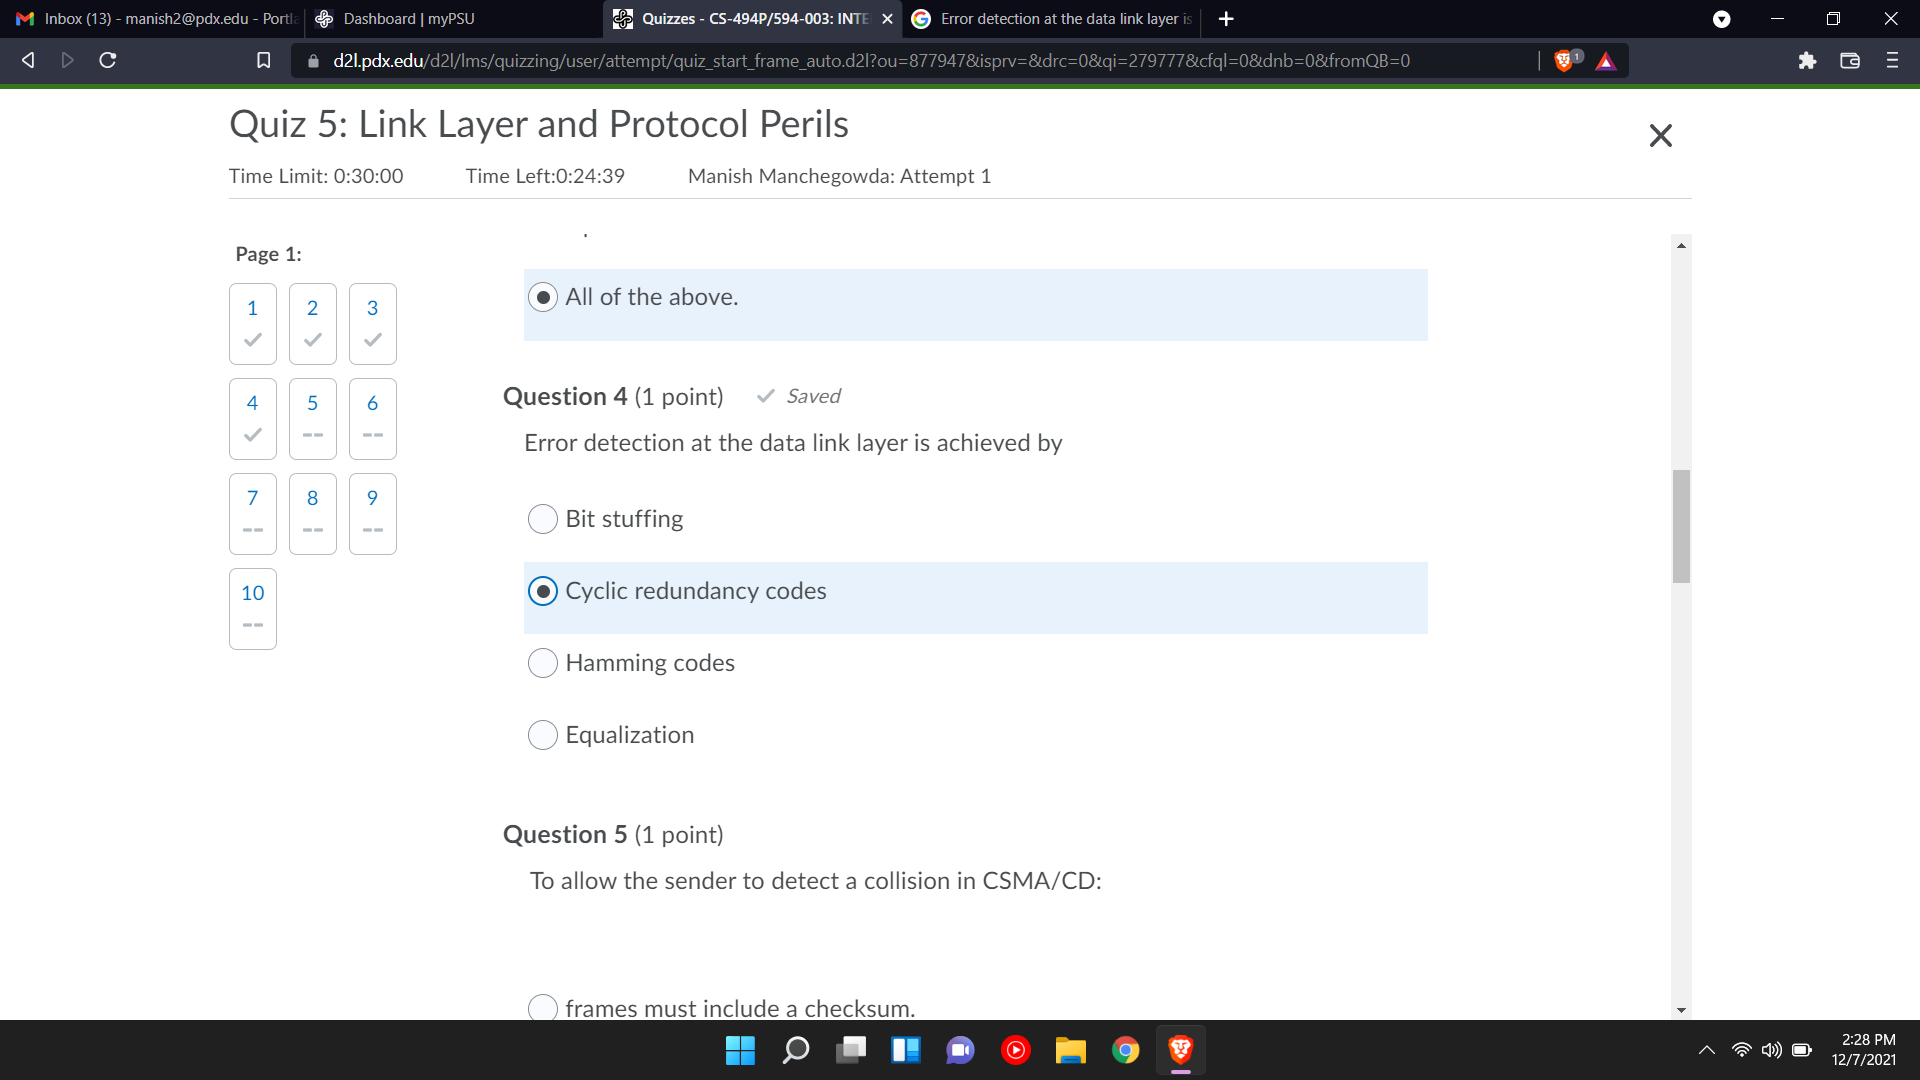 Inbox (13) - manish2@pdx.edu - Portla
Dashboard | myPSU
Quizzes - CS-494P/594-003: INTE
Error detection at the data link layer is
d2l.pdx.edu/d2l/lms/quizzing/user/attempt/quiz_start_frame_auto.d2l?ou=877947&isprv=&drc=0&qi=279777&cfql=0&dnb=0&fromQB=0
1
Quiz 5: Link Layer and Protocol Perils
Time Limit: 0:30:00 Time Left:0:24:39 Manish Manchegowda: Attempt 1
Page 1:
1 2 3
4 5 6
-- --
7 8 9
-- -- --
10
--
All of the above.
Question 4 (1 point) Saved
Error detection at the data link layer is achieved by
Bit stuffing
Cyclic redundancy codes
Hamming codes
Equalization
Question 5 (1 point)
To allow the sender to detect a collision in CSMA/CD:
frames must include a checksum.
2:28 PM
12/7/2021